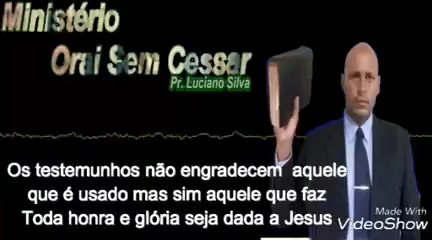 Ministério
Orai Sem Cessar
Pr. Luciano Silva
Os testemunhos não engradecem aquele
que é usado mas sim aquele que faz
Toda honra e glória seja dada a Jesus
Made With
VideoShow